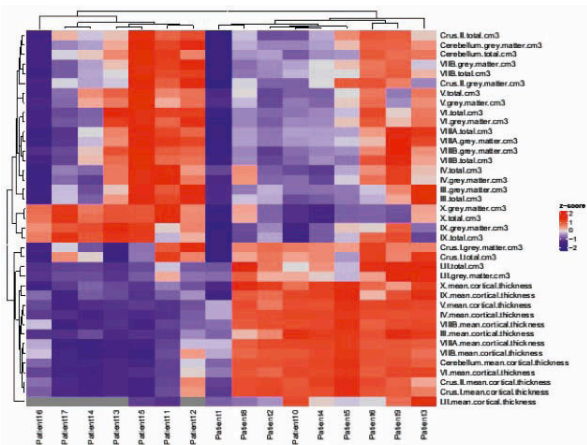 Crus.II.total.cm3
Cerebellum.grey.matter.cm3
Cerebellum.total.cm3
VIIB.grey.matter.cm3
VIIB.total.cm3
Crus.II.grey.matter.cm3
V.total.cm3
V.grey.matter.cm3
VI.total.cm3
VI.grey.matter.cm3
VIIIA.total.cm3
VIIIA.grey.matter.cm3
VIIIB.grey.matter.cm3
VIIIB.total.cm3
IV.total.cm3
IV.grey.matter.cm3
III.grey.matter.cm3
III.total.cm3
X.grey.matter.cm3
X.total.cm3
IX.grey.matter.cm3
IX.total.cm3
Crus.I.grey.matter.cm3
Crus.I.total.cm3
I.II.total.cm3
I.II.grey.matter.cm3
X.mean.cortical.thickness
IX.mean.cortical.thickness
V.mean.cortical.thickness
IV.mean.cortical.thickness
VIIIB.mean.cortical.thickness
III.mean.cortical.thickness
VIIIA.mean.cortical.thickness
VIIB.mean.cortical.thickness
Cerebellum.mean.cortical.thickness
VI.mean.cortical.thickness
Crus.II.mean.cortical.thickness
Crus.I.mean.cortical.thickness
I.II.mean.cortical.thickness
z-score
2
1
0
-1
-2
Patient16
Patient17
Patient14
Patient13
Patient15
Patient11
Patient12
Patient1
Patient8
Patient2
Patient10
Patient4
Patient5
Patient6
Patient9
Patient3